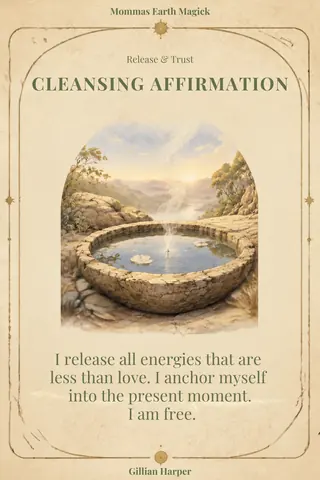 Mommas Earth Magick
Release & Trust
CLEANSING AFFIRMATION
I release all energies that are
less than love. I anchor myself
into the present moment.
I am free.
Gillian Harper